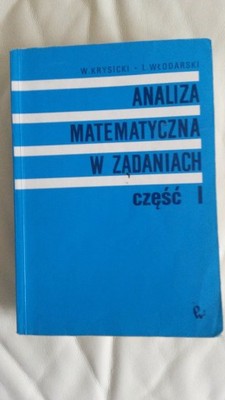 W. KRYSICKI - L. WŁODARSKI
ANALIZA
MATEMATYCZNA
W ZADANIACH
część I